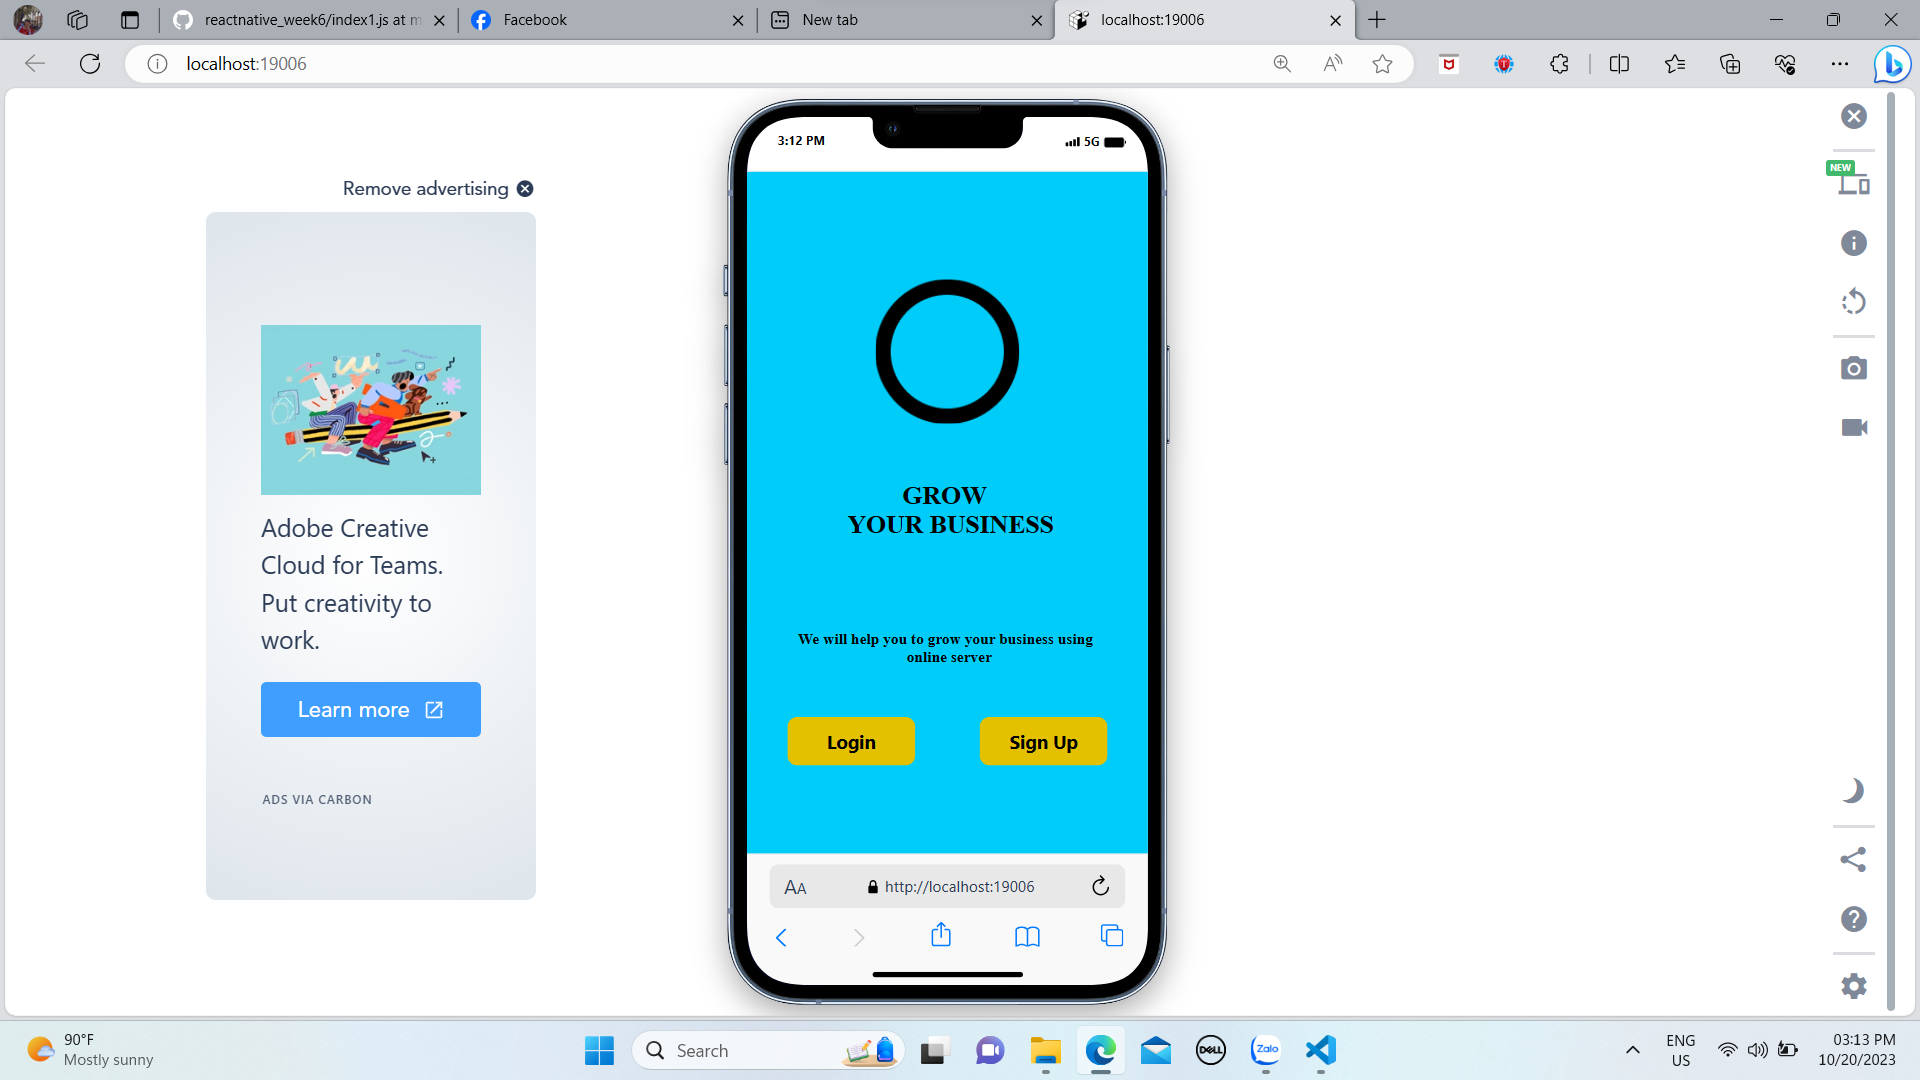 reactnative_week6/index1.js at m
Facebook
New tab
localhost:19006
localhost:19006
Remove advertising
Adobe Creative
Cloud for Teams.
Put creativity to
work.
Learn more
ADS VIA CARBON
3:12 PM
5G
GROW
YOUR BUSINESS
We will help you to grow your business using
online server
Login
Sign Up
AA
http://localhost:19006
NEW
90°F
Mostly sunny
Search
DELL
Zalo
ENG
US
03:13 PM
10/20/2023